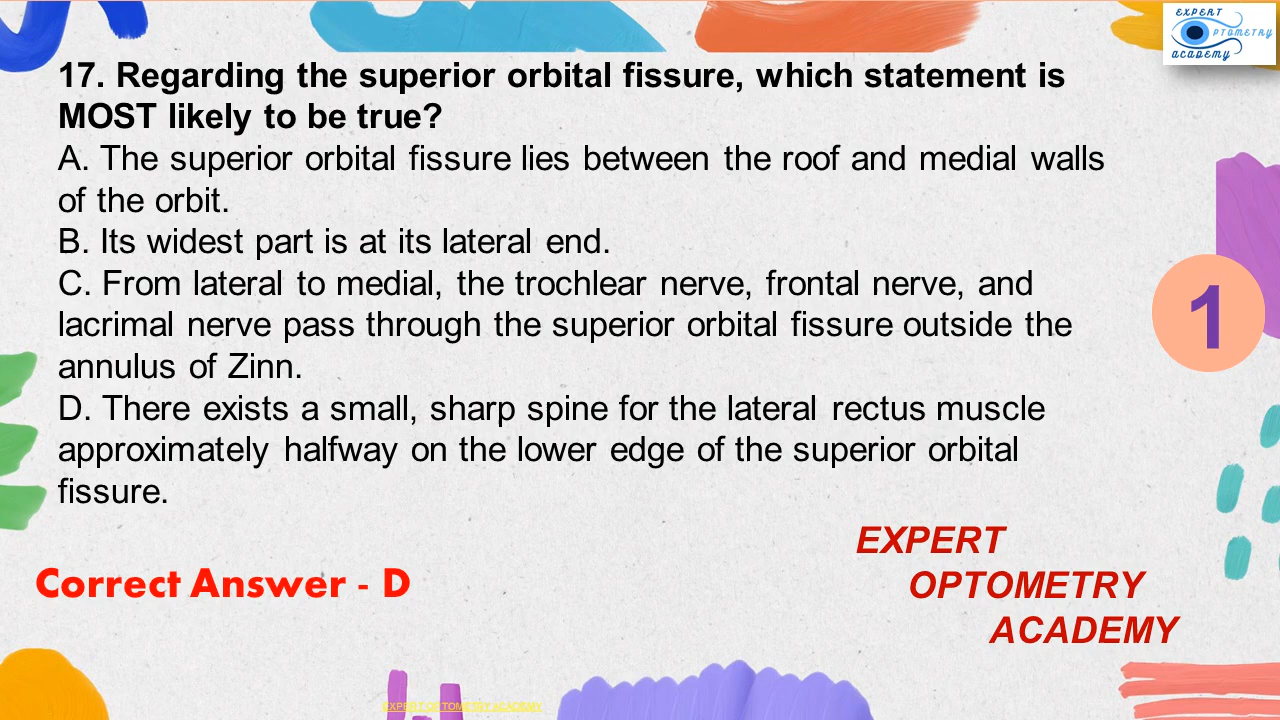 EXPERT
PTOMETRY
ACADEMY
17. Regarding the superior orbital fissure, which statement is
MOST likely to be true?
A. The superior orbital fissure lies between the roof and medial walls
of the orbit.
B. Its widest part is at its lateral end.
C. From lateral to medial, the trochlear nerve, frontal nerve, and
lacrimal nerve pass through the superior orbital fissure outside the
annulus of Zinn.
D. There exists a small, sharp spine for the lateral rectus muscle
approximately halfway on the lower edge of the superior orbital
fissure.
1
Correct Answer - D
EXPERT
OPTOMETRY
ACADEMY
EXPERT OPTOMETRY ACADEMY